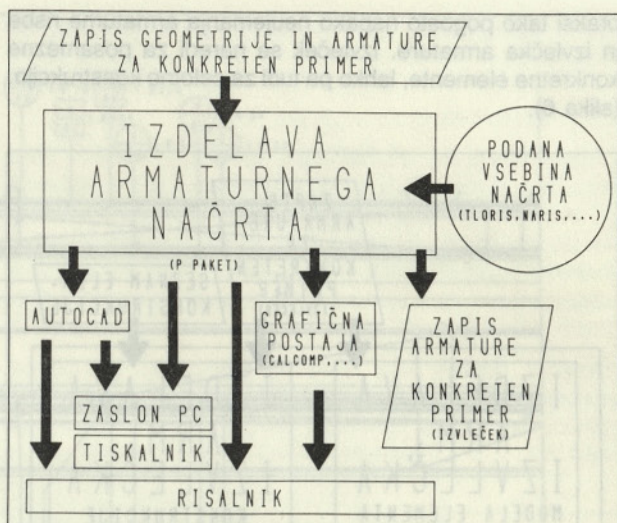 ZAPIS GEOMETRIJE IN ARMATURE
ZA KONKRETEN PRIMER
IZDELAVA
ARMATURNEGA
NAČRTA
(P PAKET)
PODANA
VSEBINA
NAČRTA
(TLORIS,NARIS,...)
AUTOCAD
GRAFIČNA
POSTAJA
(CALCOMP,....)
ZAPIS
ARMATURE
ZA
KONKRETEN
PRIMER
(IZVLEČEK)
ZASLON PC
TISKALNIK
RISALNIK